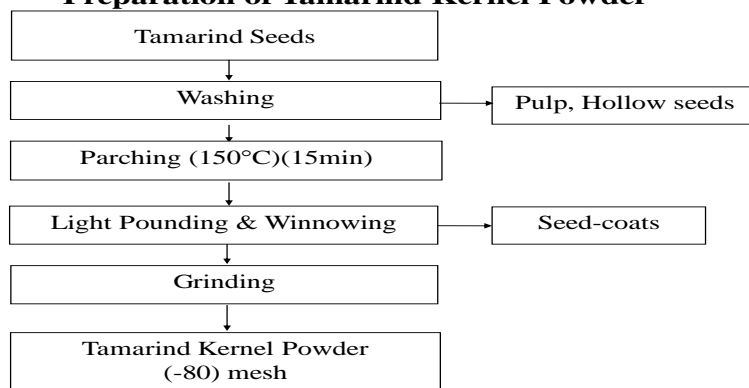 Preparation of Tamarind Kernel Powder
Tamarind Seeds
Washing
Pulp, Hollow seeds
Parching (150°C)(15min)
Light Pounding & Winnowing
Seed-coats
Grinding
Tamarind Kernel Powder
(-80) mesh